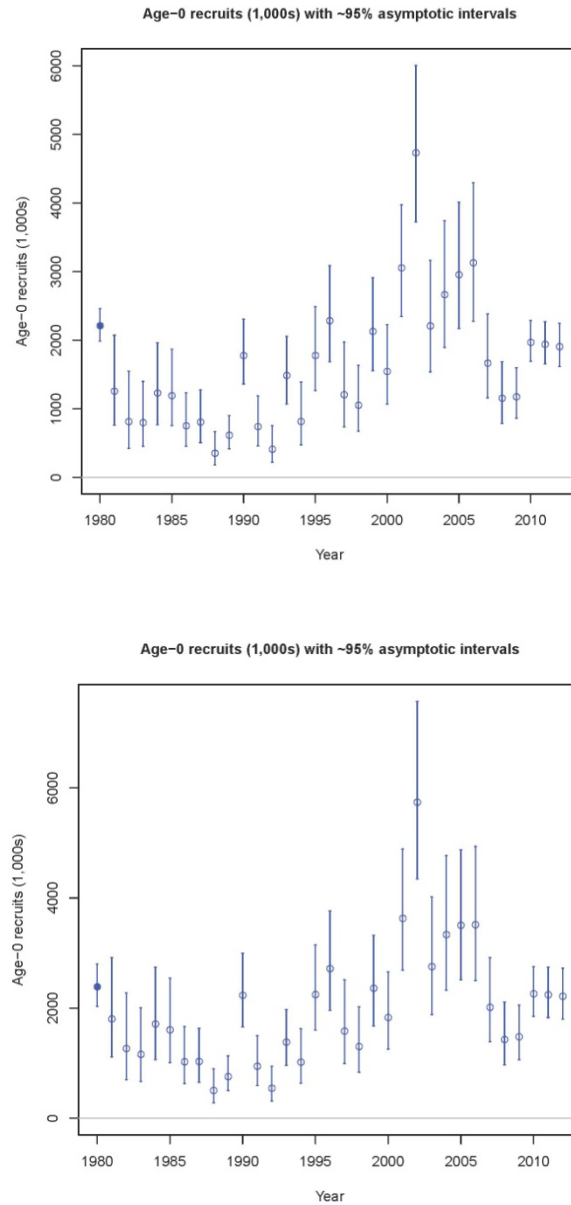 Age−0 recruits (1,000s) with ~95% asymptotic intervals
Age−0 recruits (1,000s)
6000
5000
4000
3000
2000
1000
0
1980 1985 1990 1995 2000 2005 2010
Year
Age−0 recruits (1,000s) with ~95% asymptotic intervals
Age−0 recruits (1,000s)
6000
4000
2000
0
1980 1985 1990 1995 2000 2005 2010
Year